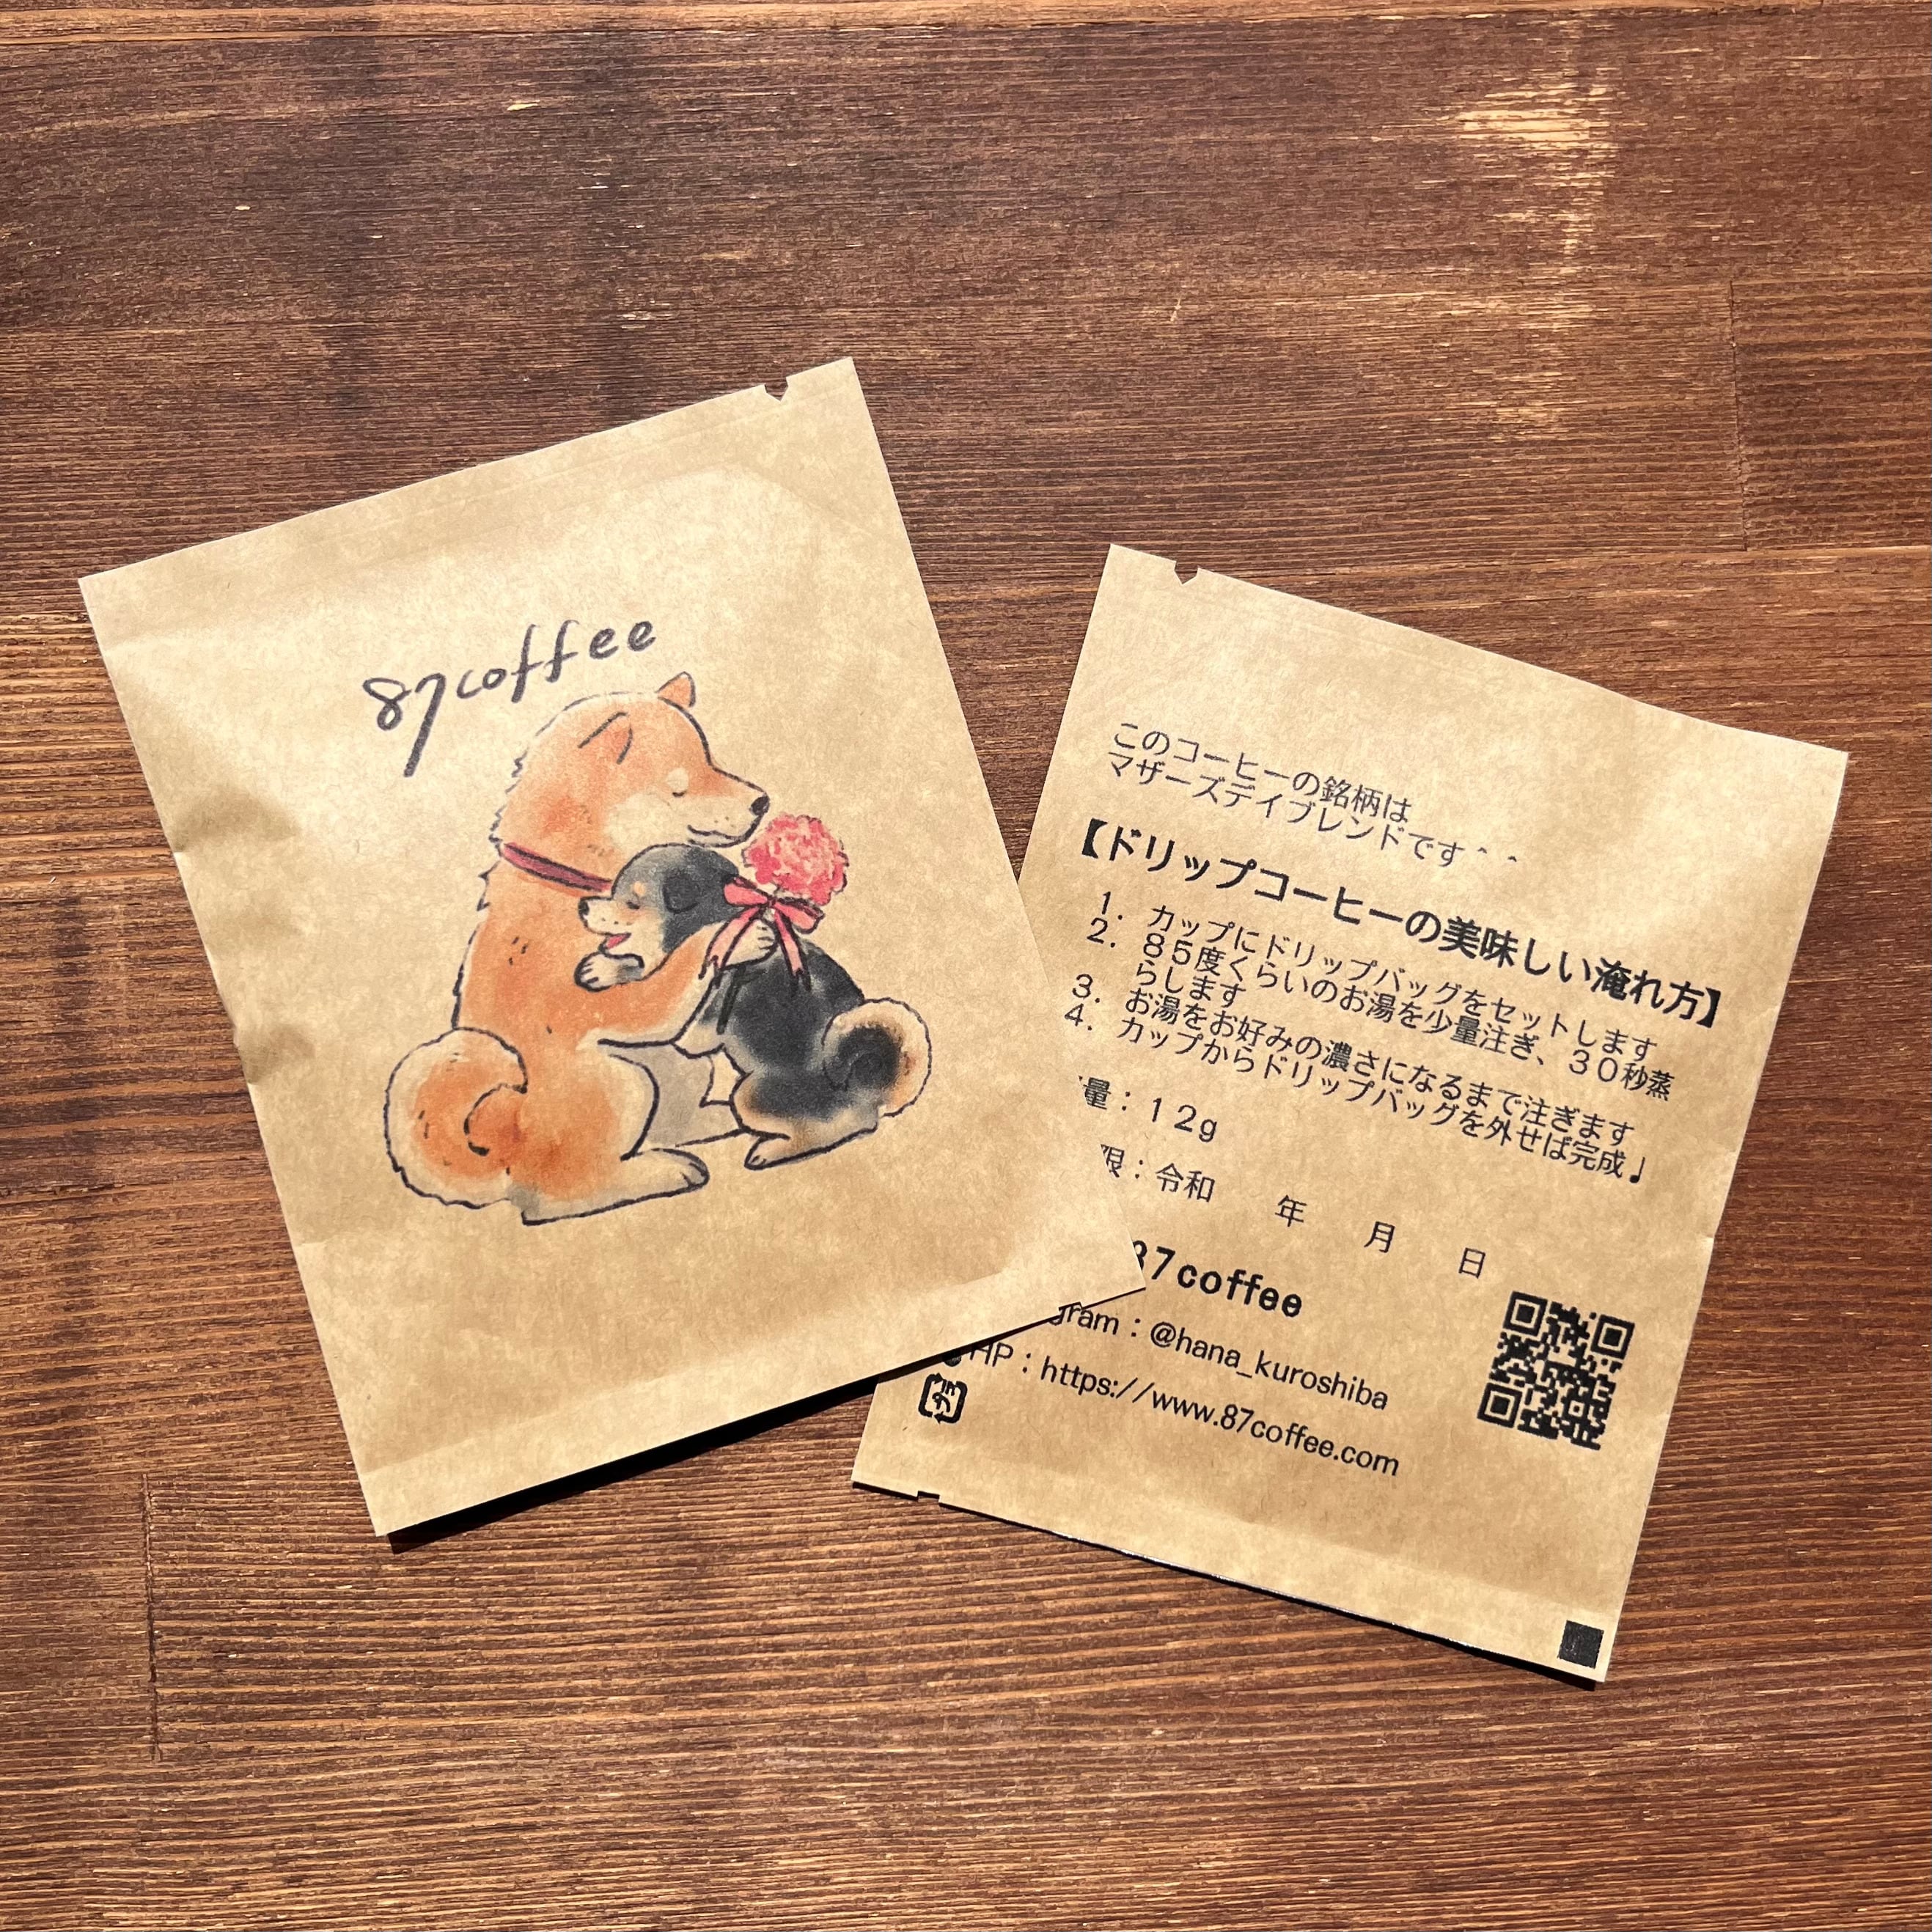 87coffee
このコーヒーの銘柄は
マザーズデイブレンドです＾＾
【ドリップコーヒーの美味しい淹れ方】
1. カップにドリップバッグをセットします
2. 85度くらいのお湯を少量注ぎ、30秒蒸
らします
3. お湯をお好みの濃さになるまで注ぎます
4. カップからドリップバッグを外せば完成♩
量：12g
限：令和　年　月　日
87coffee
gram：@hana_kuroshiba
HP：https://www.87coffee.com
プラ